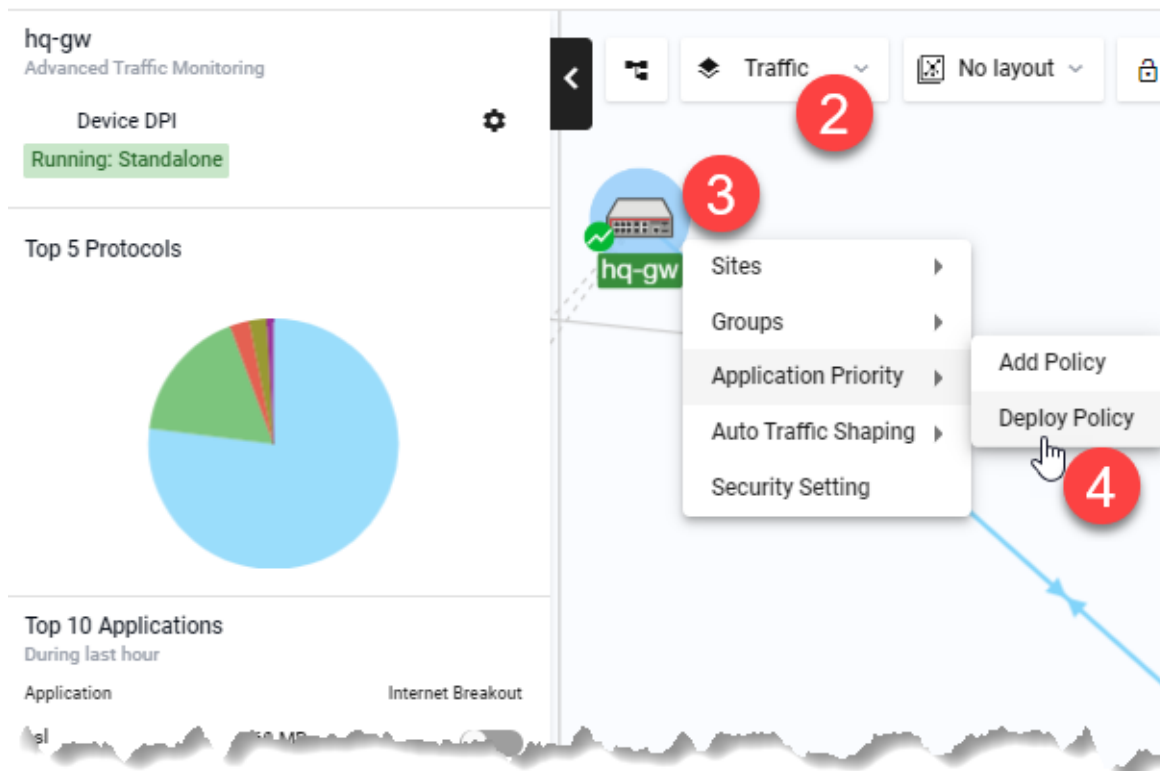 hq-gw
Advanced Traffic Monitoring
Device DPI
Running: Standalone
Top 5 Protocols
Top 10 Applications
During last hour
Application Internet Breakout
Traffic
No layout
2
3
hq-gw
Sites
Groups
Application Priority
Auto Traffic Shaping
Security Setting
Add Policy
Deploy Policy
4